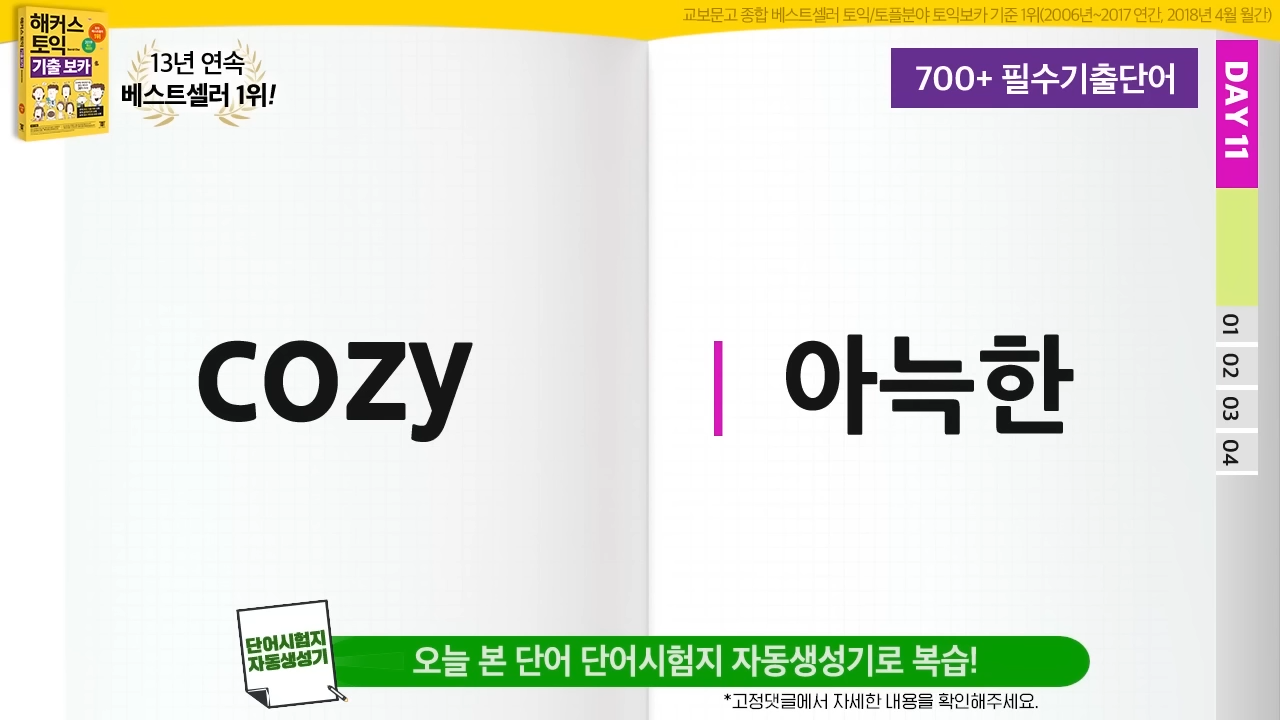 교보문고 종합 베스트셀러 토익/토플분야 토익보카 기준 1위(2006년~2017 연간, 2018년 4월 월간)
해커스
토익
기출 보카
13년 연속
베스트셀러 1위!
700+ 필수기출단어
DAY 11
cozy
아늑한
01
02
03
04
단어시험지
자동생성기
오늘 본 단어 단어시험지 자동생성기로 복습!
*고정댓글에서 자세한 내용을 확인해주세요.